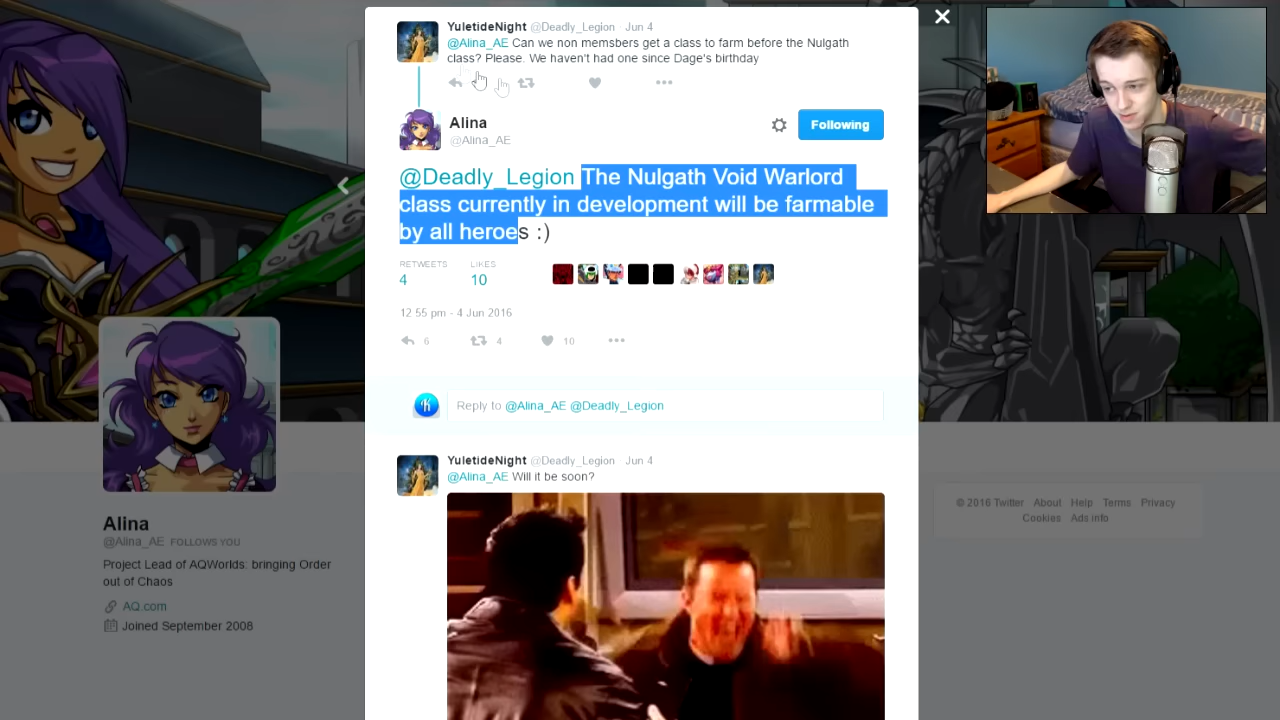 YuletideNight @Deadly_Legion · Jun 4
@Alina_AE Can we non memsbers get a class to farm before the Nulgath
class? Please. We haven't had one since Dage's birthday
Alina
@Alina_AE
Following
@Deadly_Legion The Nulgath Void Warlord
class currently in development will be farmable
by all heroes :)
RETWEETS
4
LIKES
10
12:55 pm - 4 Jun 2016
6
4
10
Reply to @Alina_AE @Deadly_Legion
YuletideNight @Deadly_Legion · Jun 4
@Alina_AE Will it be soon?
Alina
@Alina_AE FOLLOWS YOU
Project Lead of AQWorlds: bringing Order
out of Chaos
AQ.com
Joined September 2008
© 2016 Twitter About Help Terms Privacy
Cookies Ads info